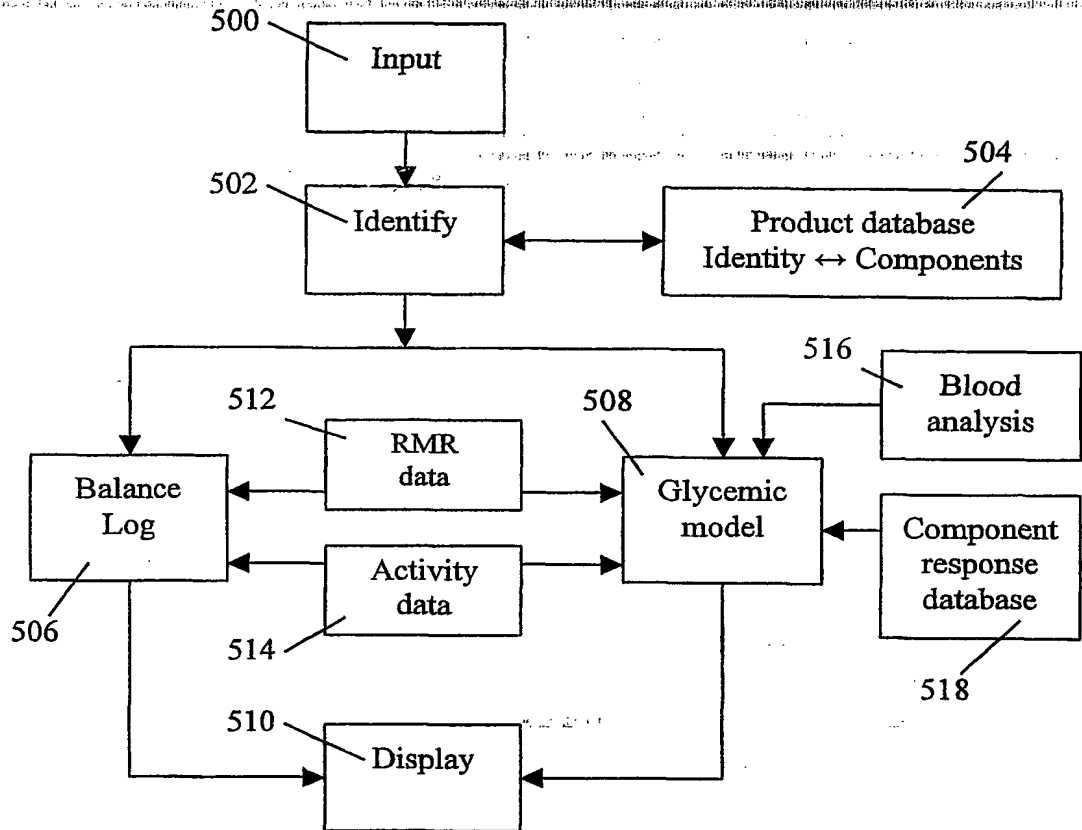 500
Input
502
Identify
504
Product database
Identity ↔ Components
516
Blood
analysis
512
RMR
data
508
Glycemic
model
Balance
Log
506
Activity
data
514
Component
response
database
518
510
Display